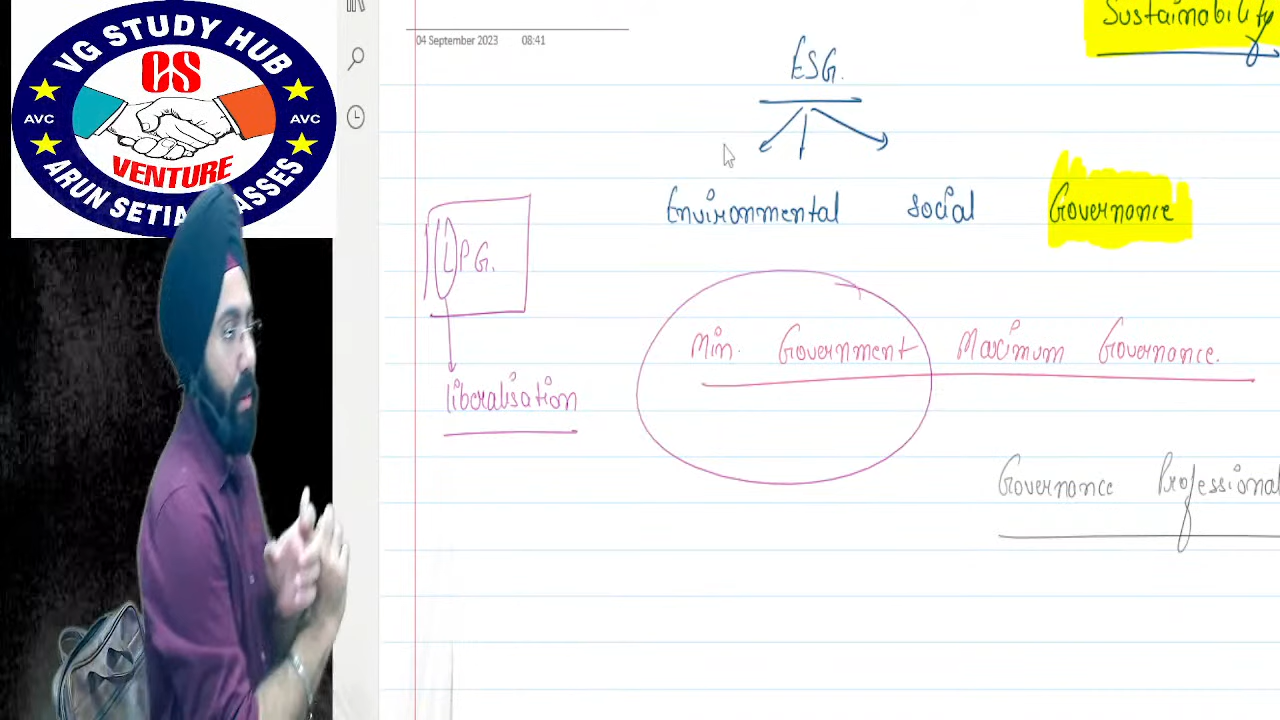 VG STUDY HUB
CS
AVC
AVC
VENTURE
ARUN SETIA CLASSES
04 September 2023 08:41
Sustainability
ESG.
Environmental Social Governance
LPG.
Min. Government Maximum Governance.
liberalisation
Governance Professional